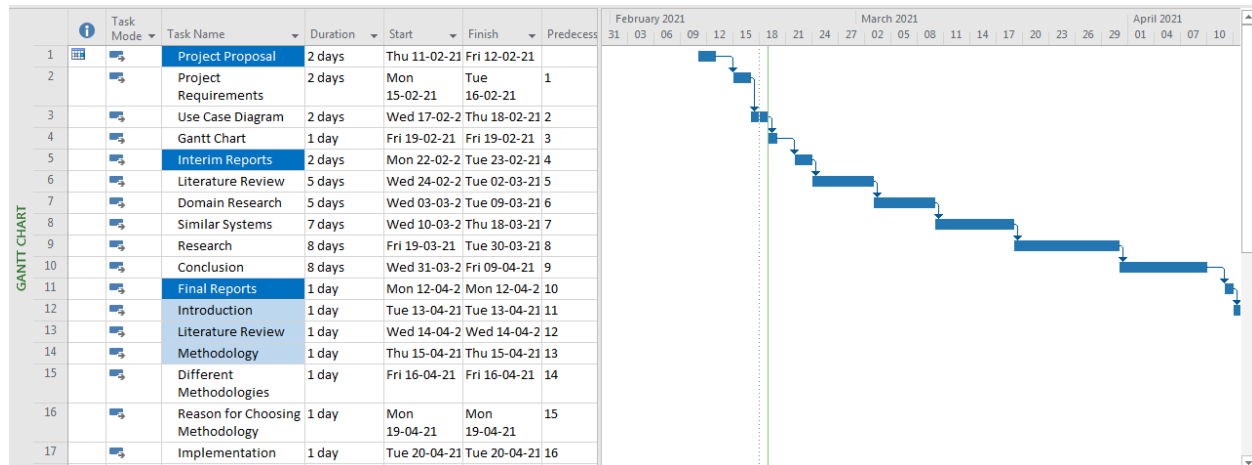 Task
Mode Task Name Duration Start Finish Predecess
February 2021 March 2021 April 2021
31 03 06 09 12 15 18 21 24 27 02 05 08 11 14 17 20 23 26 29 01 04 07 10
GANTT CHART
1 Project Proposal 2 days Thu 11-02-21 Fri 12-02-21
2 Project 2 days Mon Tue 1
Requirements 15-02-21 16-02-21
3 Use Case Diagram 2 days Wed 17-02-2 Thu 18-02-21 2
4 Gantt Chart 1 day Fri 19-02-21 Fri 19-02-21 3
5 Interim Reports 2 days Mon 22-02-2 Tue 23-02-21 4
6 Literature Review 5 days Wed 24-02-2 Tue 02-03-21 5
7 Domain Research 5 days Wed 03-03-2 Tue 09-03-21 6
8 Similar Systems 7 days Wed 10-03-2 Thu 18-03-21 7
9 Research 8 days Fri 19-03-21 Tue 30-03-21 8
10 Conclusion 8 days Wed 31-03-2 Fri 09-04-21 9
11 Final Reports 1 day Mon 12-04-2 Mon 12-04-2 10
12 Introduction 1 day Tue 13-04-21 Tue 13-04-21 11
13 Literature Review 1 day Wed 14-04-2 Wed 14-04-2 12
14 Methodology 1 day Thu 15-04-21 Thu 15-04-21 13
15 Different 1 day Fri 16-04-21 Fri 16-04-21 14
Methodologies
16 Reason for Choosing 1 day Mon Mon 15
Methodology 19-04-21 19-04-21
17 Implementation 1 day Tue 20-04-21 Tue 20-04-21 16